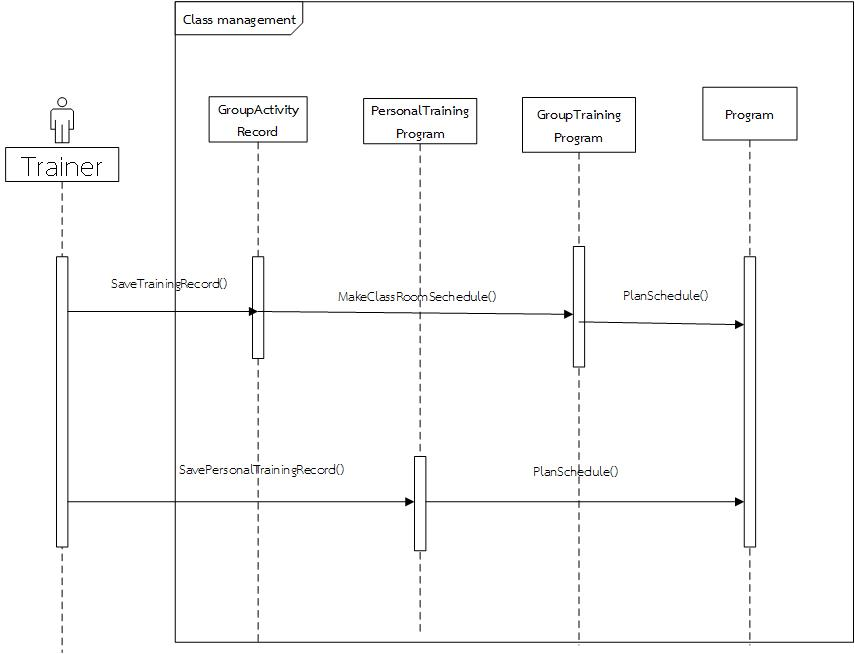 Class management
Trainer
GroupActivity
Record
PersonalTraining
Program
GroupTraining
Program
Program
SaveTrainingRecord()
MakeClassRoomSechedule()
PlanSchedule()
SavePersonalTrainingRecord()
PlanSchedule()